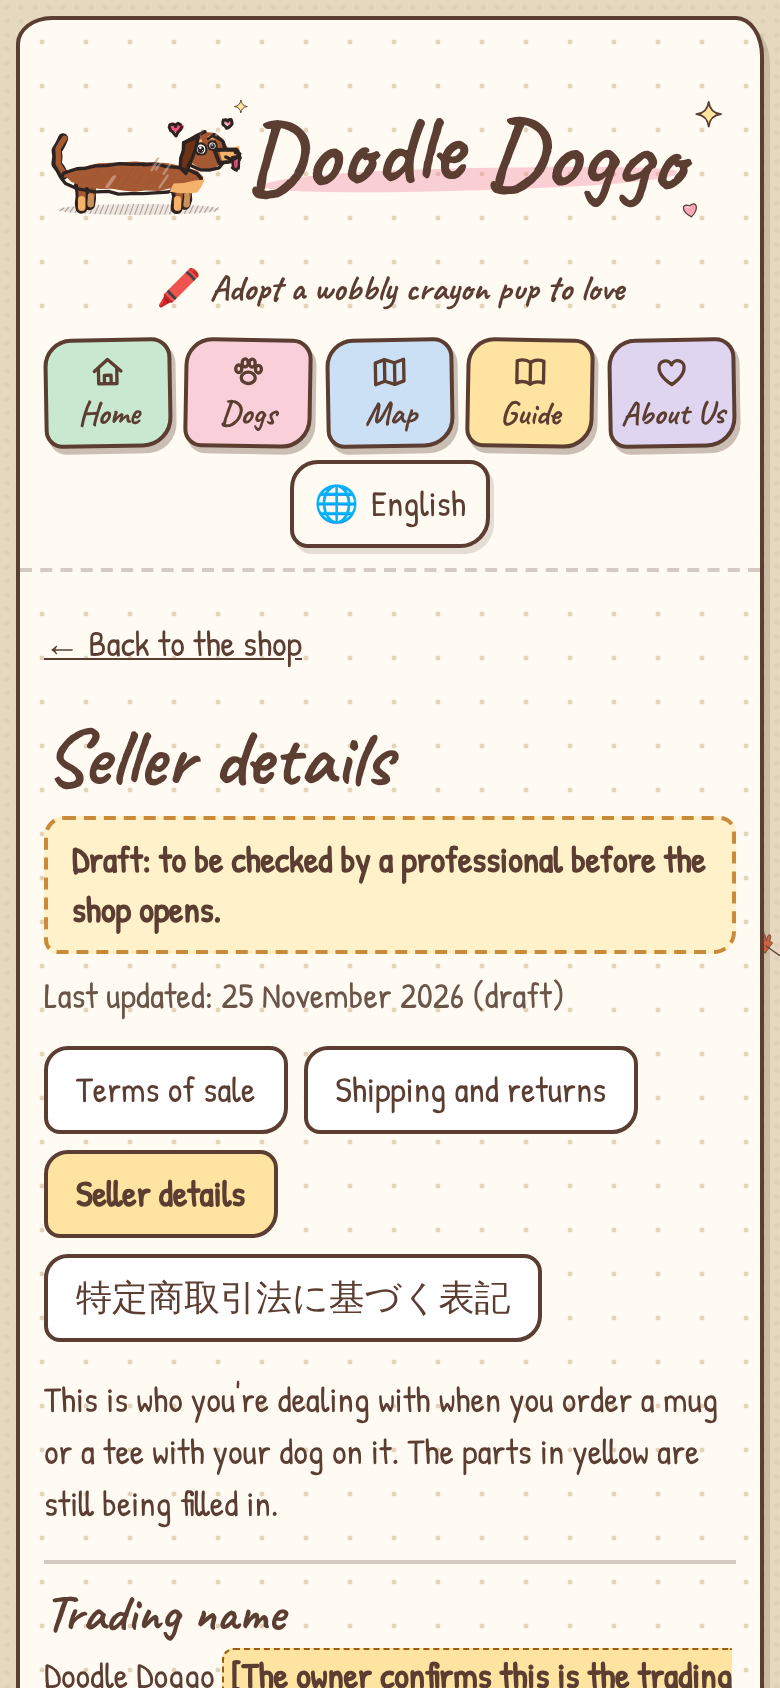 Doodle Doggo
Adopt a wobbly crayon pup to love
Home
Dogs
Map
Guide
About Us
English
← Back to the shop
Seller details
Draft: to be checked by a professional before the
shop opens.
Last updated: 25 November 2026 (draft)
Terms of sale
Shipping and returns
Seller details
特定商取引法に基づく表記
This is who you're dealing with when you order a mug
or a tee with your dog on it. The parts in yellow are
still being filled in.
Trading name
Doodle Doggo [The owner confirms this is the trading